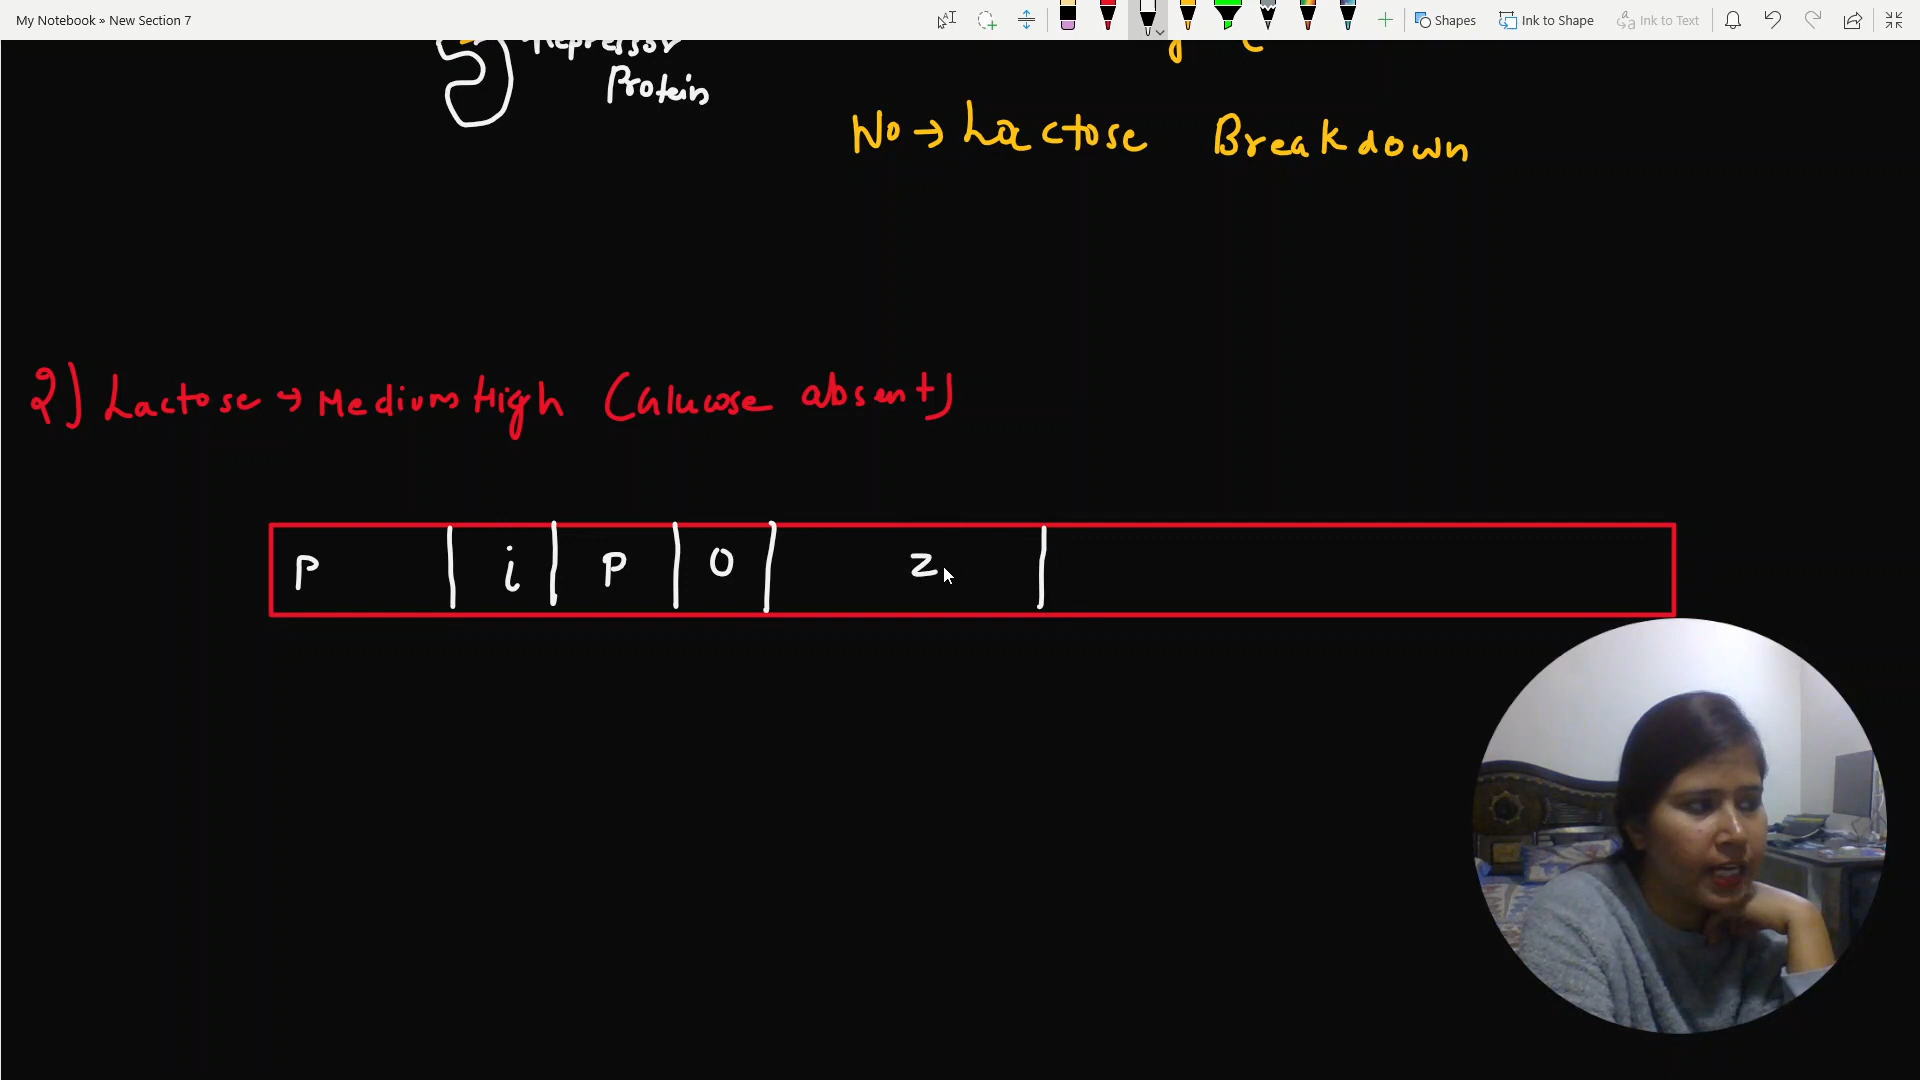 My Notebook » New Section 7
Shapes
Ink to Shape
Ink to Text
Repressor
Protein
No → Lactose Breakdown
2) Lactose → Medium High (Glucose absent)
P i P O Z